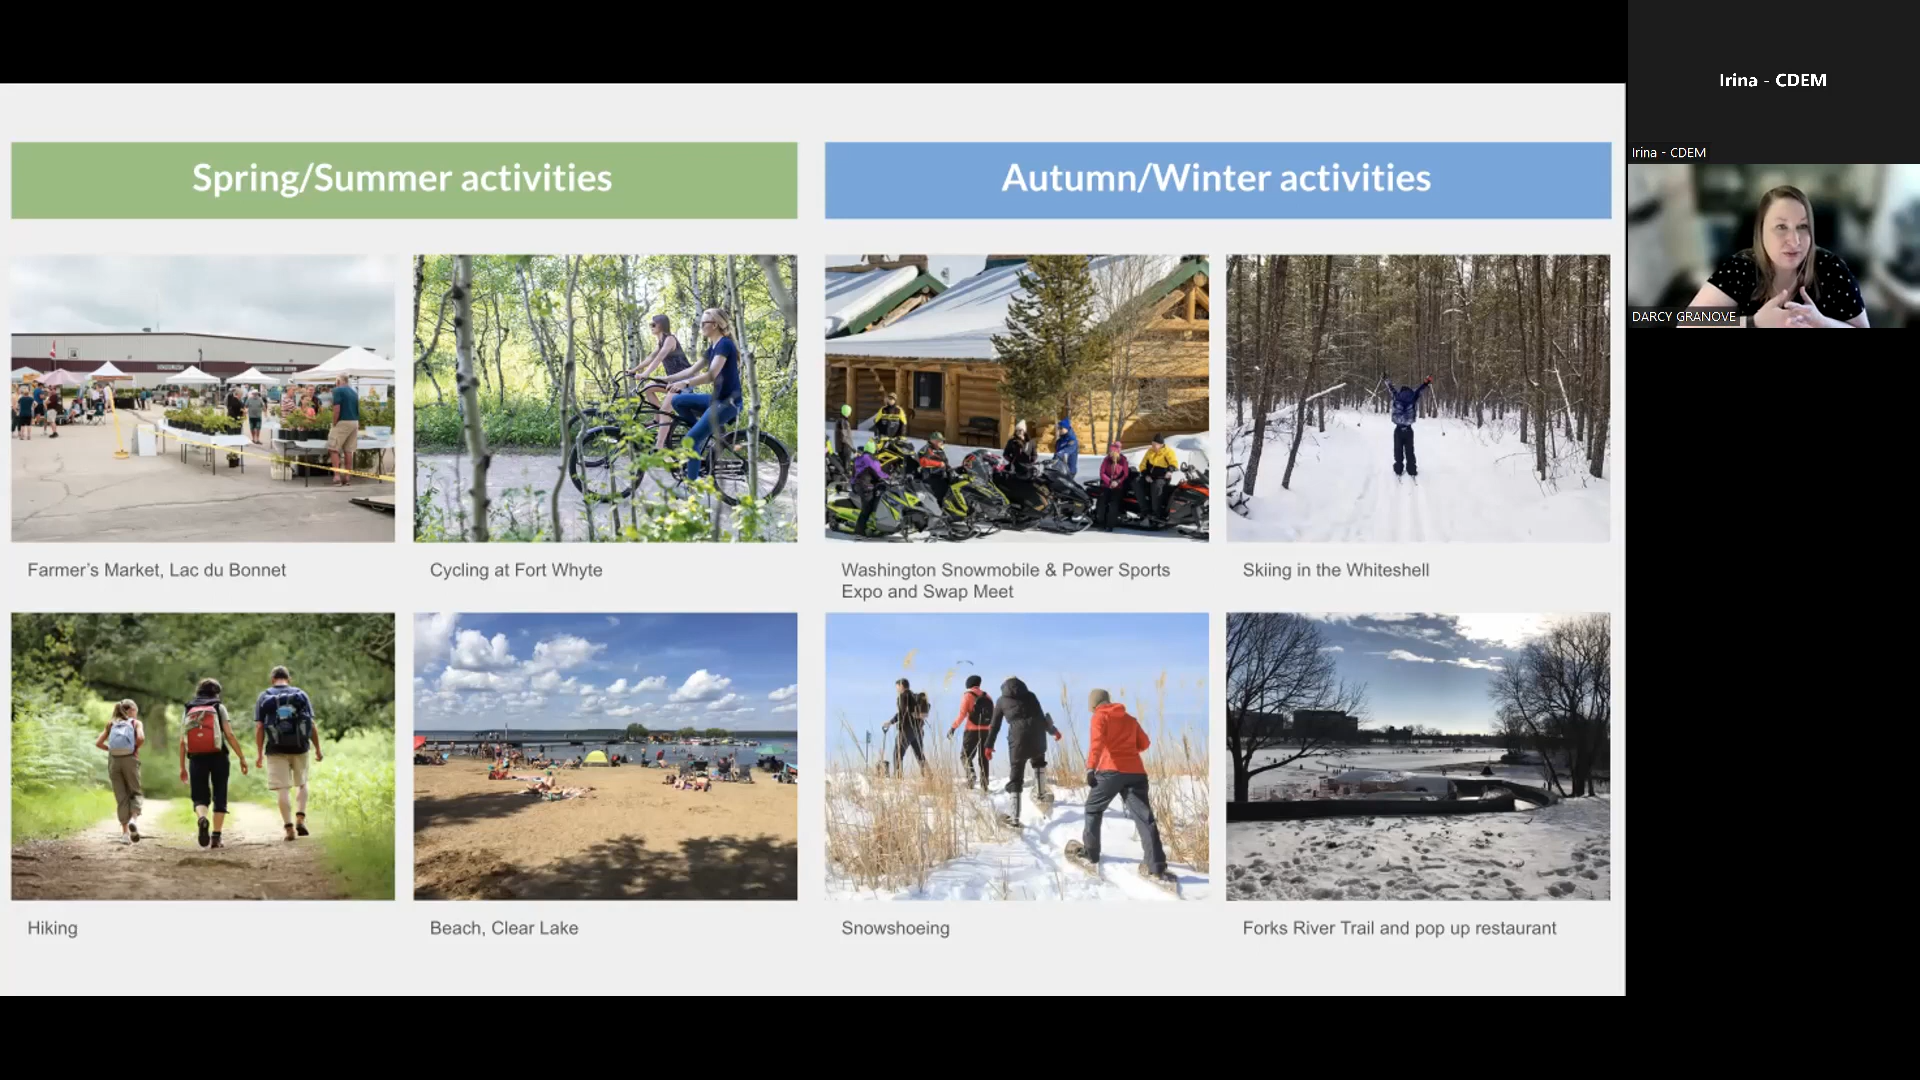 Spring/Summer activities
Autumn/Winter activities
Farmer's Market, Lac du Bonnet
Cycling at Fort Whyte
Washington Snowmobile & Power Sports
Expo and Swap Meet
Skiing in the Whiteshell
Hiking
Beach, Clear Lake
Snowshoeing
Forks River Trail and pop up restaurant
Irina - CDEM
Irina - CDEM
DARCY GRANOVE